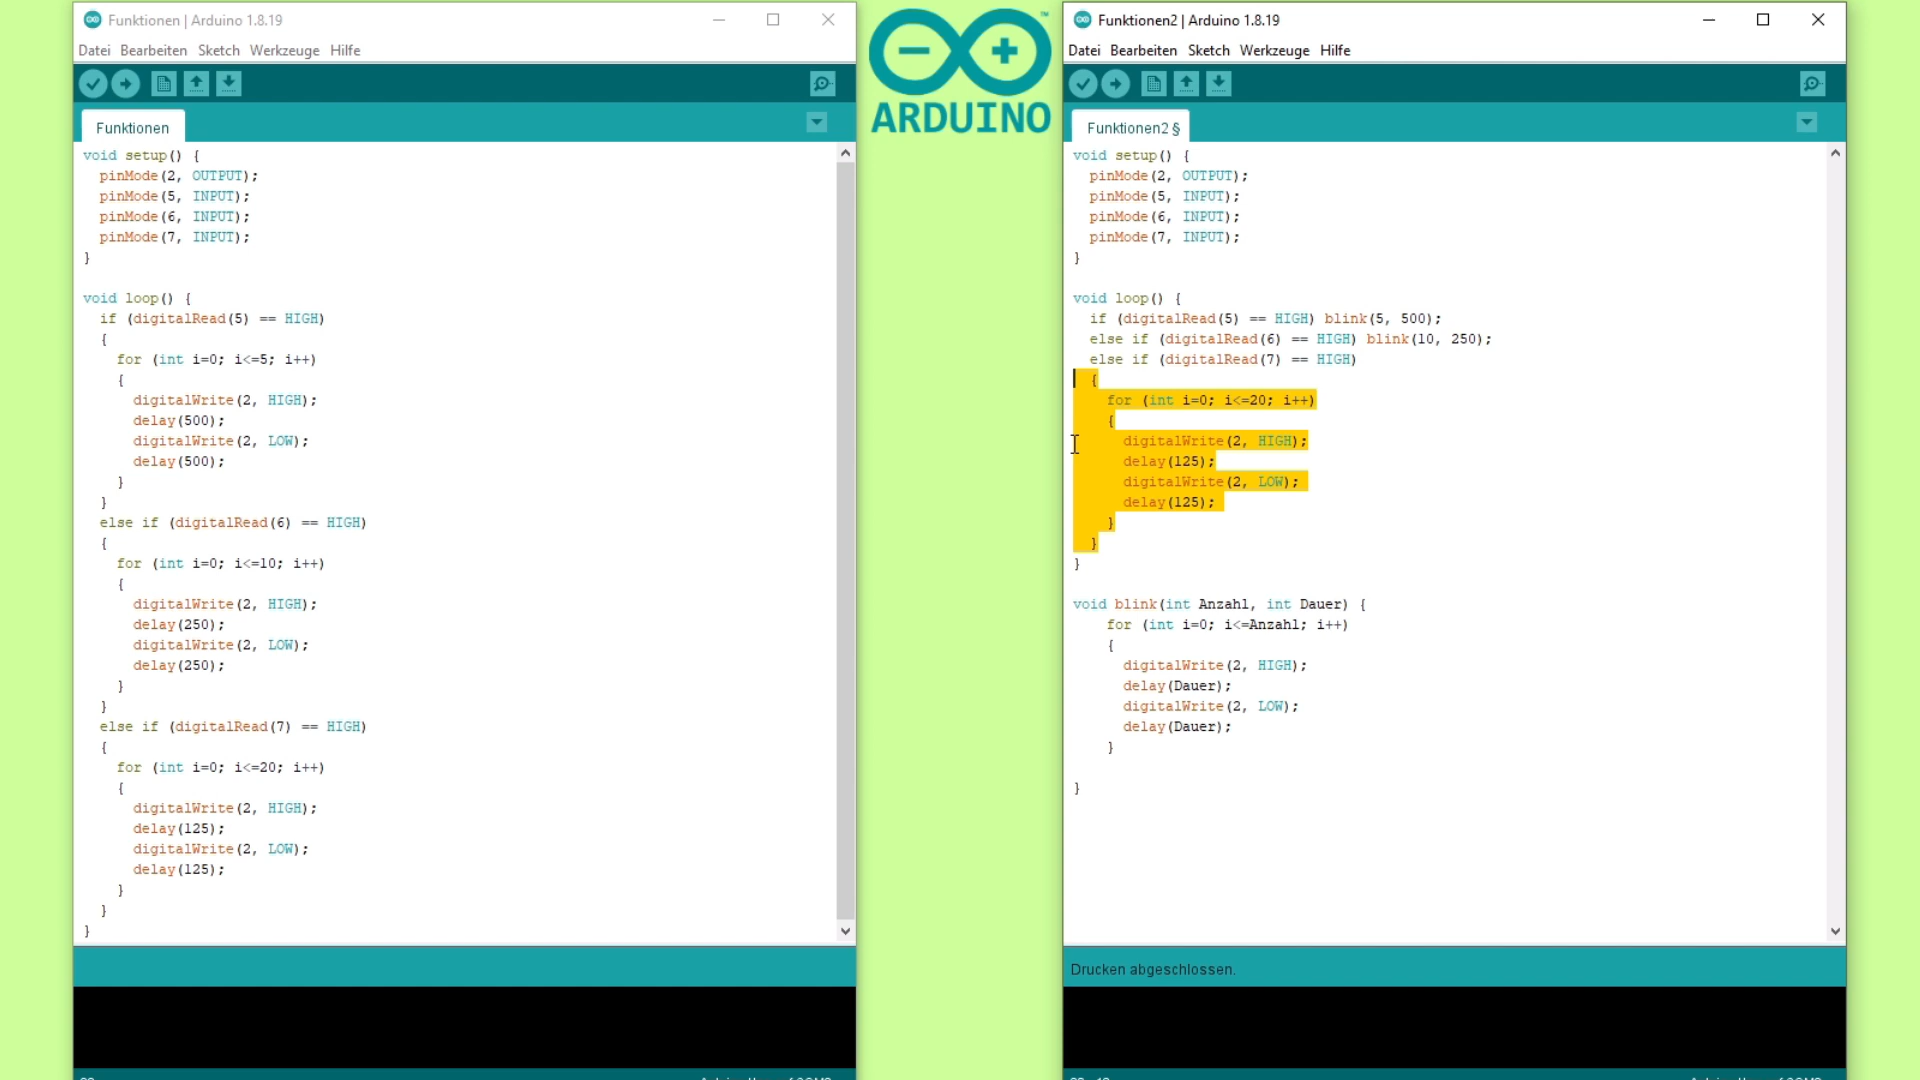 Funktionen | Arduino 1.8.19
Datei Bearbeiten Sketch Werkzeuge Hilfe
Funktionen
void setup() {
  pinMode(2, OUTPUT);
  pinMode(5, INPUT);
  pinMode(6, INPUT);
  pinMode(7, INPUT);
}
void loop() {
  if (digitalRead(5) == HIGH)
  {
    for (int i=0; i<=5; i++)
    {
      digitalWrite(2, HIGH);
      delay(500);
      digitalWrite(2, LOW);
      delay(500);
    }
  }
  else if (digitalRead(6) == HIGH)
  {
    for (int i=0; i<=10; i++)
    {
      digitalWrite(2, HIGH);
      delay(250);
      digitalWrite(2, LOW);
      delay(250);
    }
  }
  else if (digitalRead(7) == HIGH)
  {
    for (int i=0; i<=20; i++)
    {
      digitalWrite(2, HIGH);
      delay(125);
      digitalWrite(2, LOW);
      delay(125);
    }
  }
}
ARDUINO
TM
Funktionen2 | Arduino 1.8.19
Datei Bearbeiten Sketch Werkzeuge Hilfe
Funktionen2 §
void setup() {
  pinMode(2, OUTPUT);
  pinMode(5, INPUT);
  pinMode(6, INPUT);
  pinMode(7, INPUT);
}
void loop() {
  if (digitalRead(5) == HIGH) blink(5, 500);
  else if (digitalRead(6) == HIGH) blink(10, 250);
  else if (digitalRead(7) == HIGH)
  {
    for (int i=0; i<=20; i++)
    {
      digitalWrite(2, HIGH);
      delay(125);
      digitalWrite(2, LOW);
      delay(125);
    }
  }
}
void blink(int Anzahl, int Dauer) {
    for (int i=0; i<=Anzahl; i++)
    {
      digitalWrite(2, HIGH);
      delay(Dauer);
      digitalWrite(2, LOW);
      delay(Dauer);
    }
}
Drucken abgeschlossen.